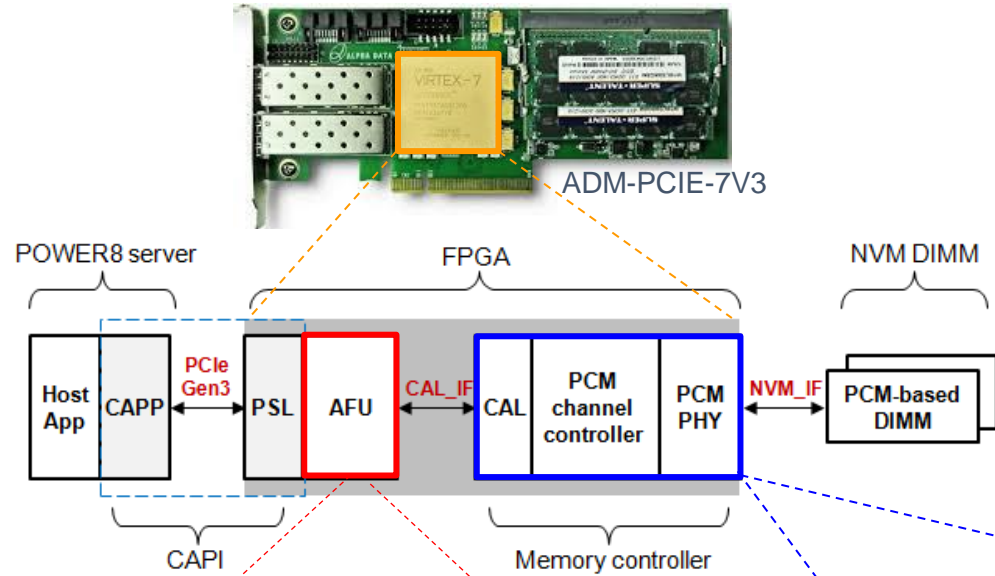 ALPHA DATA
VIRTEX-7
SUPER★TALENT
SUPER★TALENT
ADM-PCIE-7V3
POWER8 server
FPGA
NVM DIMM
Host
App
CAPP
PCIe
Gen3
PSL
AFU
CAL_IF
CAL
PCM
channel
controller
PCM
PHY
NVM_IF
PCM-based
DIMM
CAPI
Memory controller